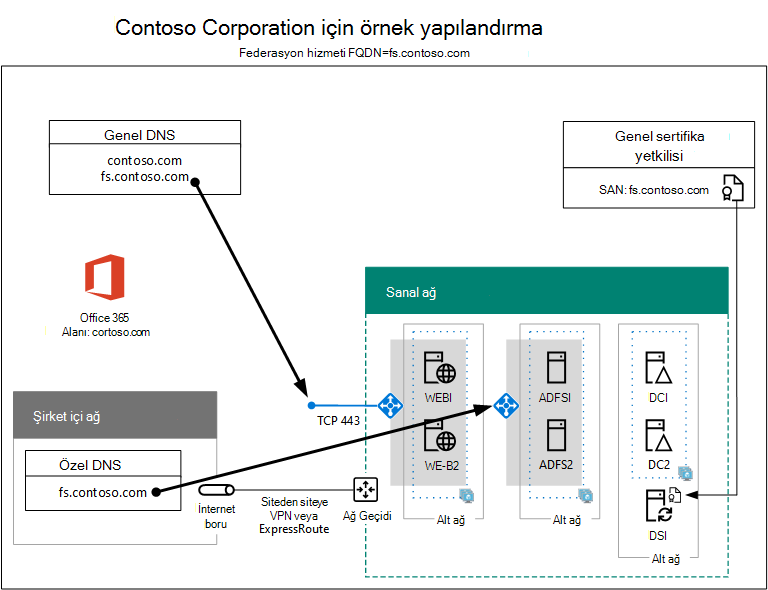 Contoso Corporation için örnek yapılandırma
Federasyon hizmeti FQDN=fs.contoso.com
Genel DNS
contoso.com
fs.contoso.com
Genel sertifika
yetkilisi
SAN: fs.contoso.com
Office 365
Alanı: cortoso.com
Sanal ağ
WEBI
ADFSI
DCI
TCP 443
WE-B2
ADFS2
DC2
Şirket içi ağ
Özel DNS
fs.contoso.com
İnternet
boru
Siteden siteye
VPN veya
ExpressRoute
Ağ Geçidi
Alt ağ
Alt ağ
DSI
Alt ağ